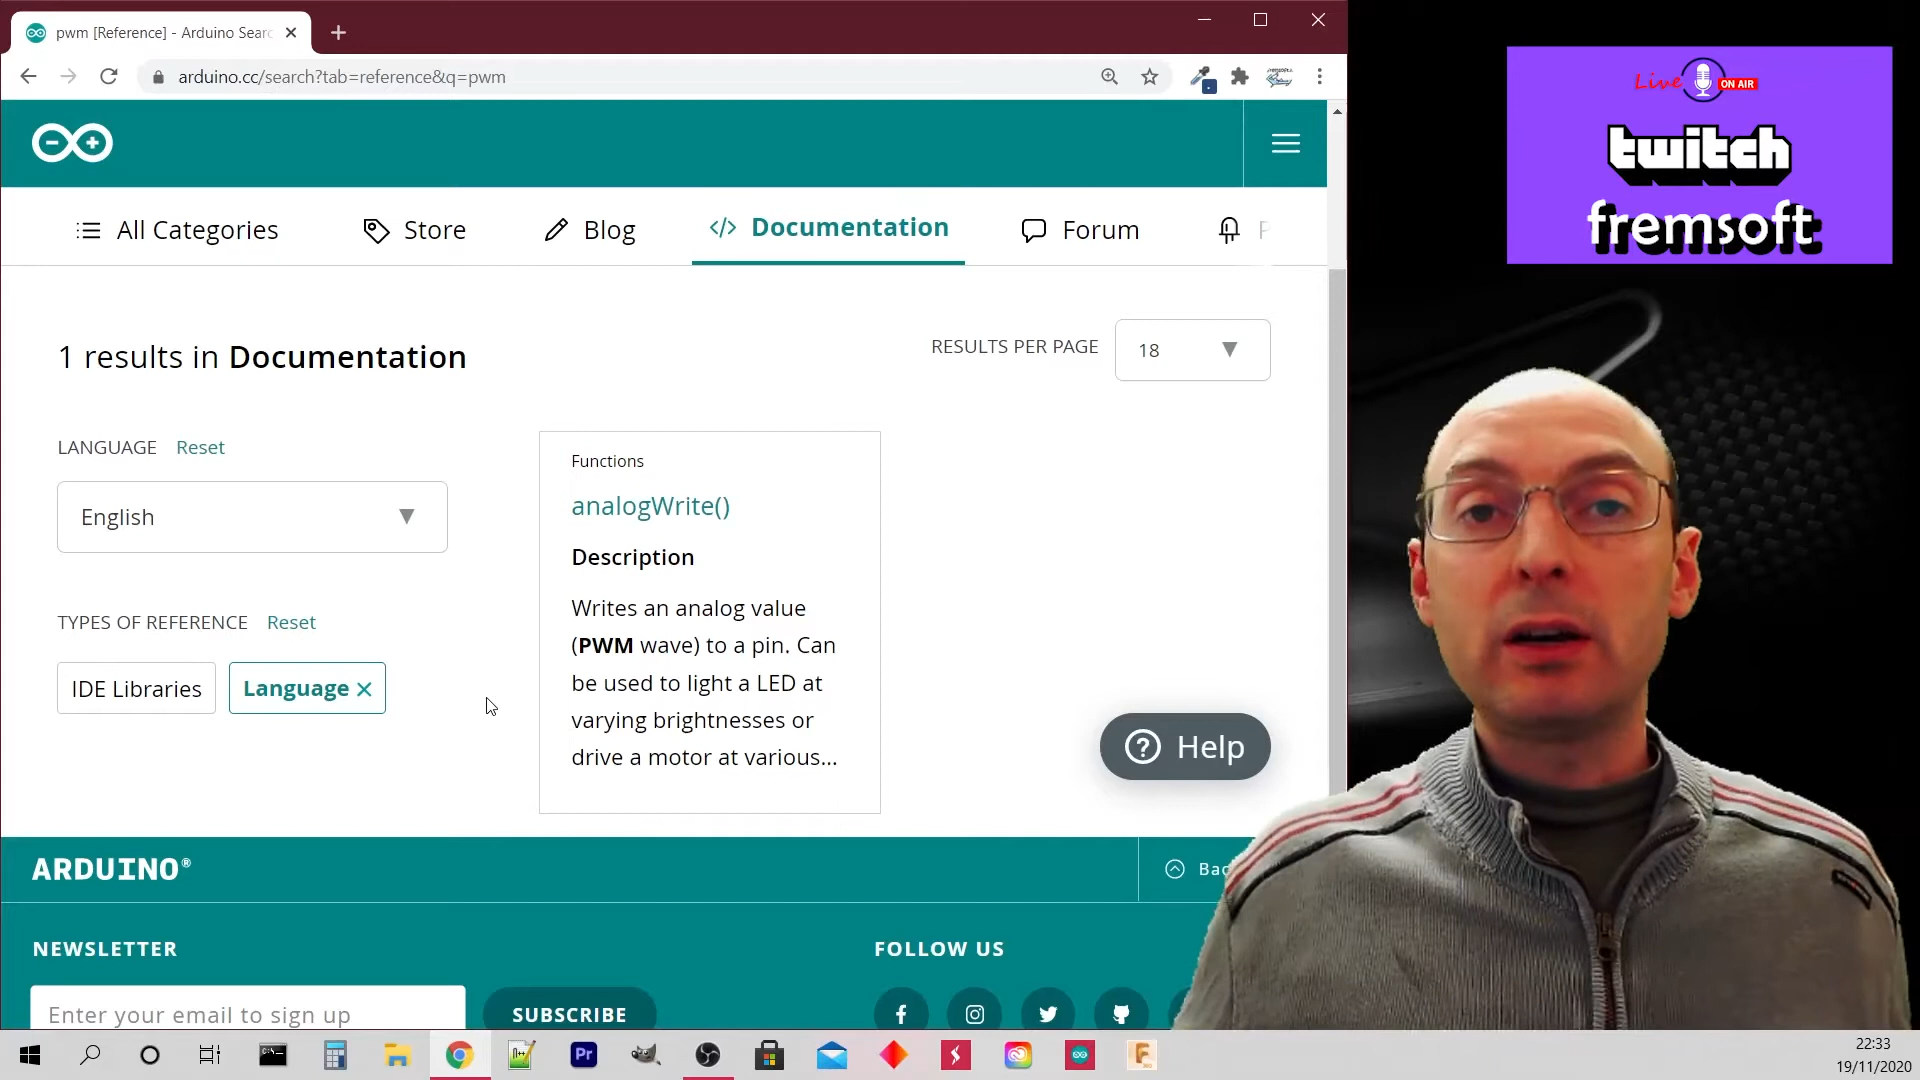 pwm [Reference] - Arduino Searc
arduino.cc/search?tab=reference&q=pwm
All Categories
Store
Blog
Documentation
Forum
1 results in Documentation
RESULTS PER PAGE
18
LANGUAGE Reset
English
TYPES OF REFERENCE Reset
IDE Libraries
Language
Functions
analogWrite()
Description
Writes an analog value
(PWM wave) to a pin. Can
be used to light a LED at
varying brightnesses or
drive a motor at various...
Help
ARDUINO®
Bac
NEWSLETTER
FOLLOW US
Enter your email to sign up
SUBSCRIBE
Live
ON AIR
twitch
fremsoft
Pr
22:33
19/11/2020